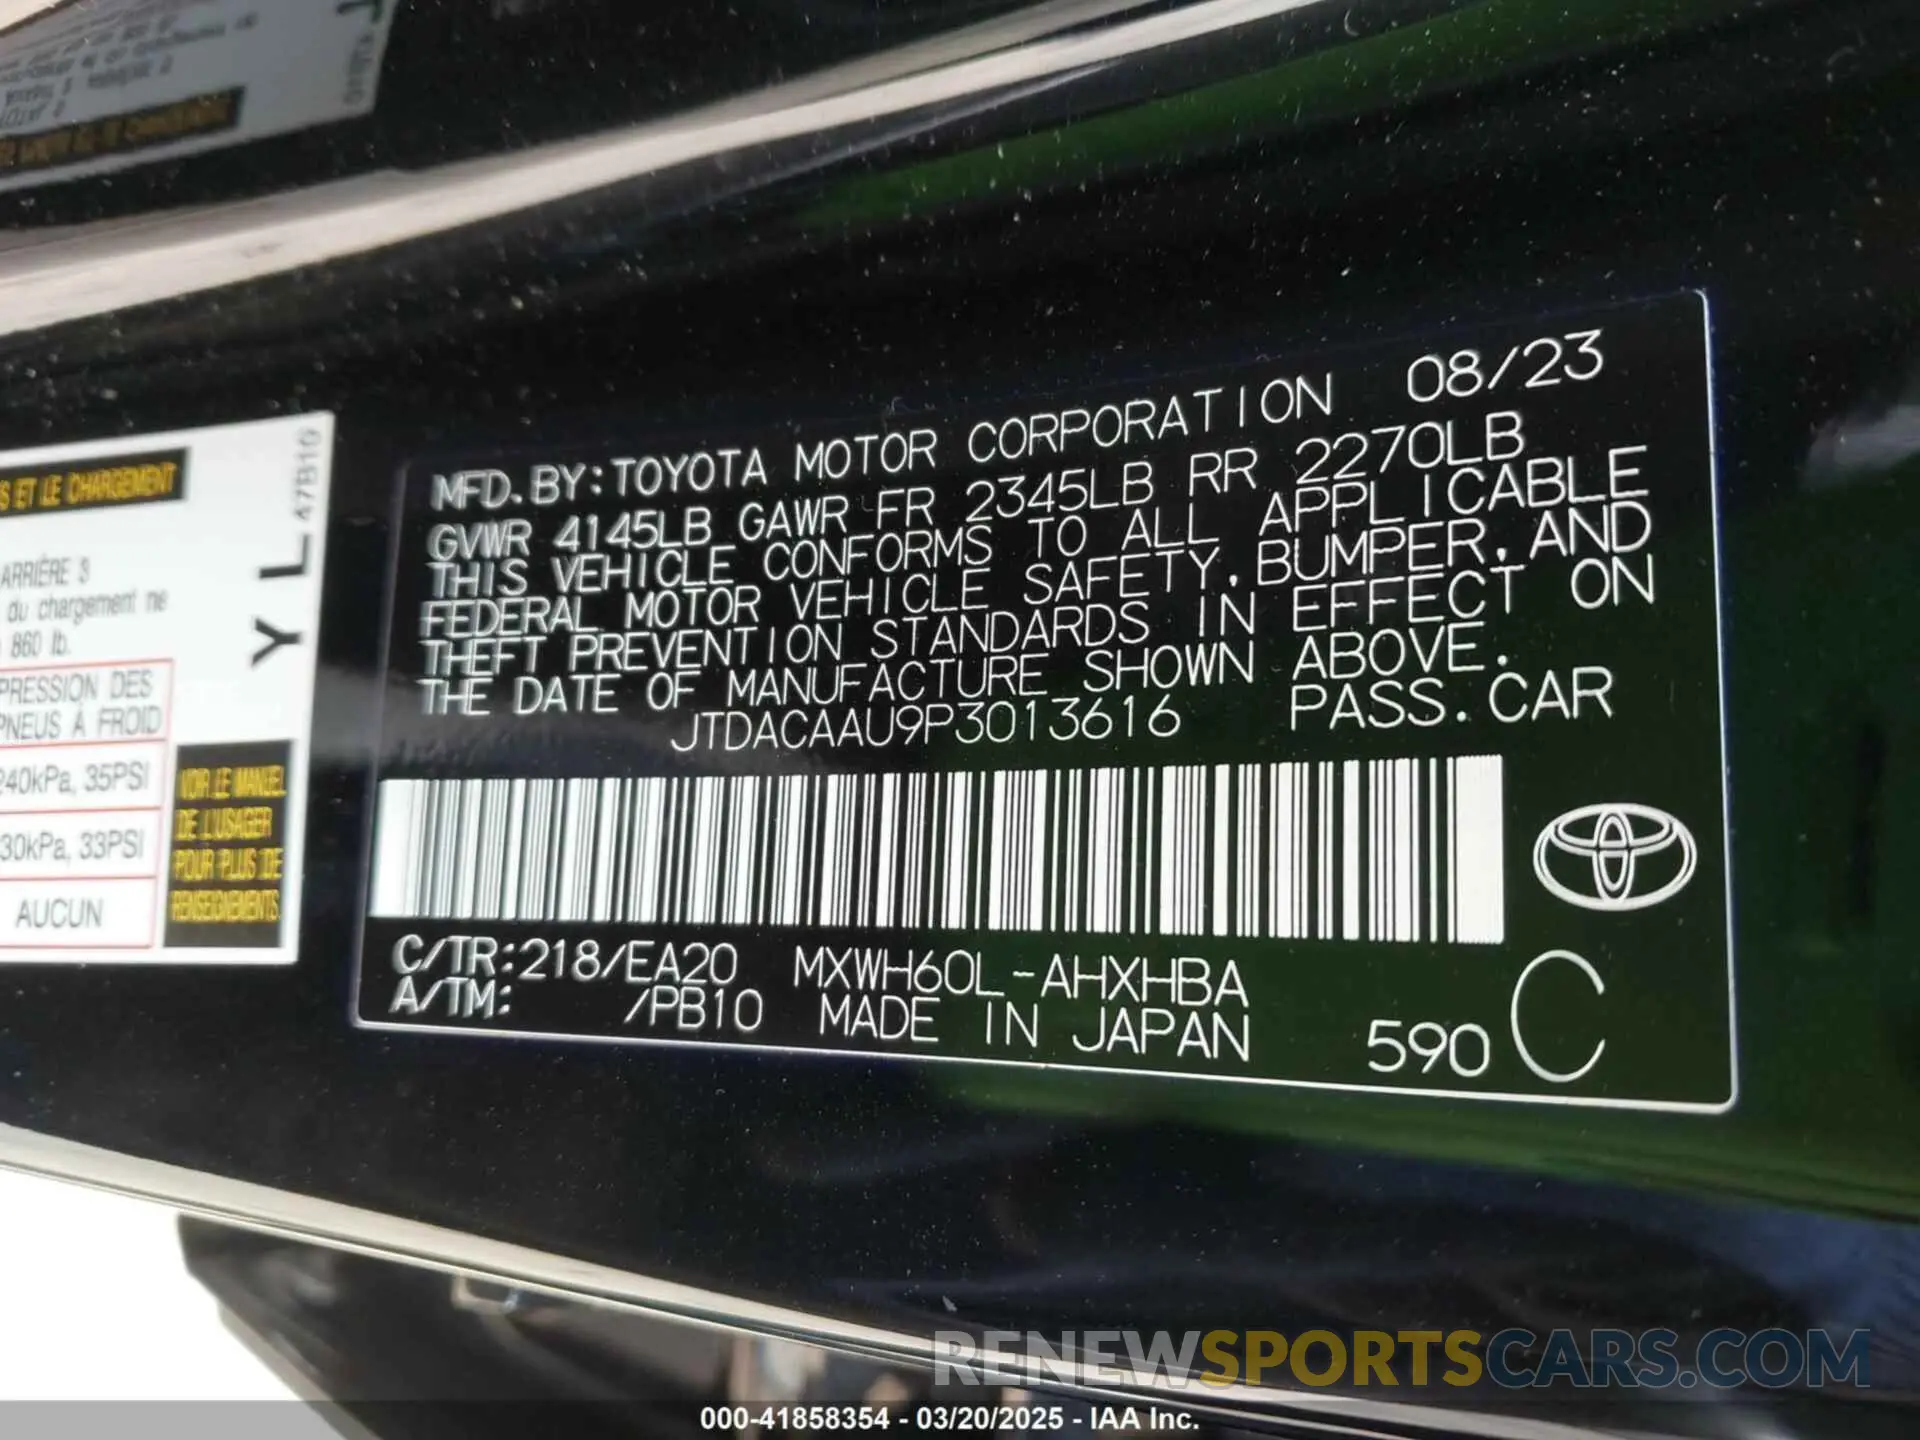 S ET LE CHARGEMENT
ARRIÈRE 3
du chargement ne
860 lb.
PRESSION DES
PNEUS À FROID
240kPa, 35PSI
30kPa, 33PSI
AUCUN
VOIR LE MANUEL
DE L'USAGER
POUR PLUS DE
RENSEIGNEMENTS
Y L 47B10
MFD. BY: TOYOTA MOTOR CORPORATION 08/23
GVWR 4145LB GAWR FR 2345LB RR 2270LB
THIS VEHICLE CONFORMS TO ALL APPLICABLE
FEDERAL MOTOR VEHICLE SAFETY, BUMPER, AND
THEFT PREVENTION STANDARDS IN EFFECT ON
THE DATE OF MANUFACTURE SHOWN ABOVE.
JTDACAAU9P3013616 PASS. CAR
C/TR:218/EA20 MXWH60L-AHXHBA
A/TM: /PB10 MADE IN JAPAN 590 C
RENEWSPORTSCARS.COM
000-41858354 - 03/20/2025 - IAA Inc.